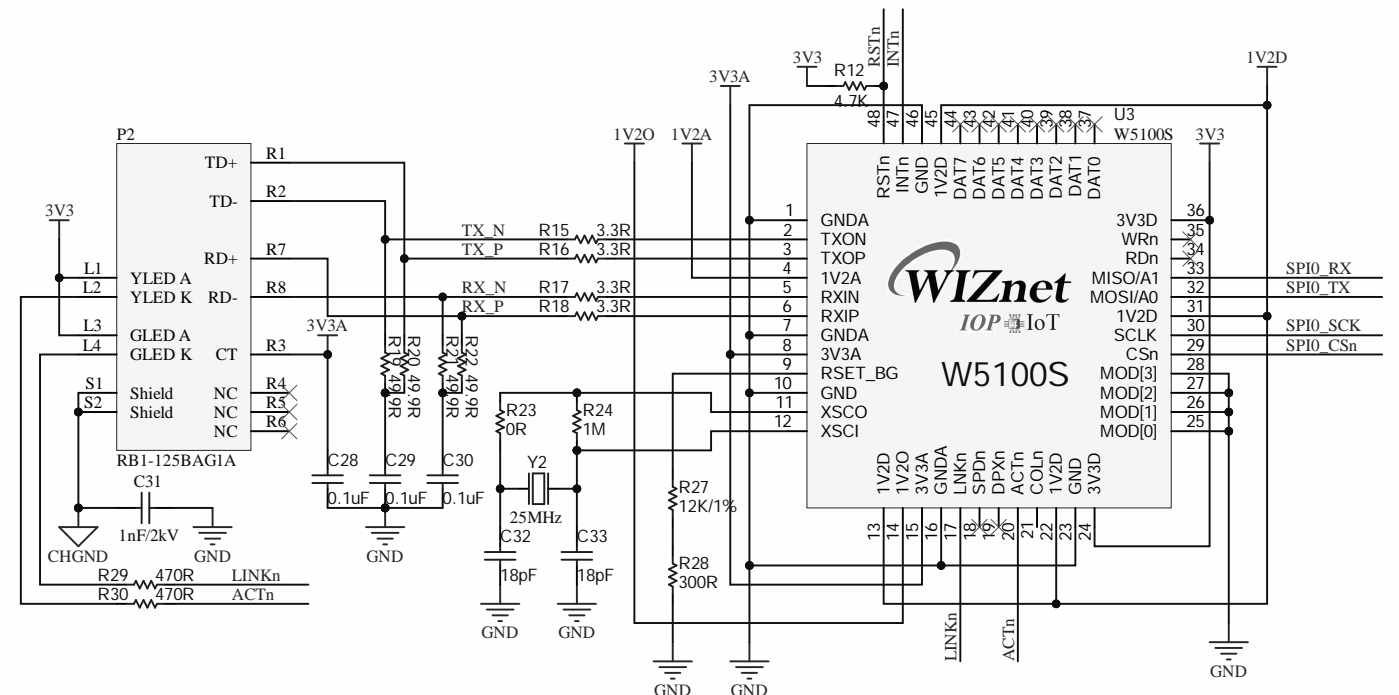 RSTn
INTn
3V3
R12
4.7K
3V3A
1V2D
48
47
46
45
44
43
42
41
40
39
38
37
U3
W5100S
P2
1V2O
1V2A
3V3
RSTn
INTn
GND
1V2D
DAT7
DAT6
DAT5
DAT4
DAT3
DAT2
DAT1
DAT0
TD+
R1
TD-
R2
RD+
R7
RD-
R8
CT
R3
NC
R4
NC
R5
NC
R6
3V3
L1
YLED A
L2
YLED K
L3
GLED A
L4
GLED K
S1
Shield
S2
Shield
RB1-125BAG1A
TX_N
R15
3.3R
TX_P
R16
3.3R
RX_N
R17
3.3R
RX_P
R18
3.3R
3V3A
R19 49.9R
R20 49.9R
R21 49.9R
R22 49.9R
1
GNDA
2
TXON
3
TXOP
4
1V2A
5
RXIN
6
RXIP
7
GNDA
8
3V3A
9
RSET_BG
10
GND
11
XSCO
12
XSCI
WIZnet
IOP IoT
W5100S
3V3D
36
WRn
35
RDn
34
MISO/A1
33
SPI0_RX
MOSI/A0
32
SPI0_TX
1V2D
31
SCLK
30
SPI0_SCK
CSn
29
SPI0_CSn
MOD[3]
28
MOD[2]
27
MOD[1]
26
MOD[0]
25
R23
0R
R24
1M
Y2
25MHz
C28
0.1uF
C29
0.1uF
C30
0.1uF
GND
C31
1nF/2kV
CHGND
GND
C32
18pF
C33
18pF
GND
GND
R27
12K/1%
R28
300R
GND
GND
1V2D
1V2O
3V3A
GNDA
LNKn
SPDn
DPXn
ACTn
COLn
1V2D
GND
3V3D
13
14
15
16
17
18
19
20
21
22
23
24
R29
470R
LINKn
R30
470R
ACTn
LINKn
ACTn
GND